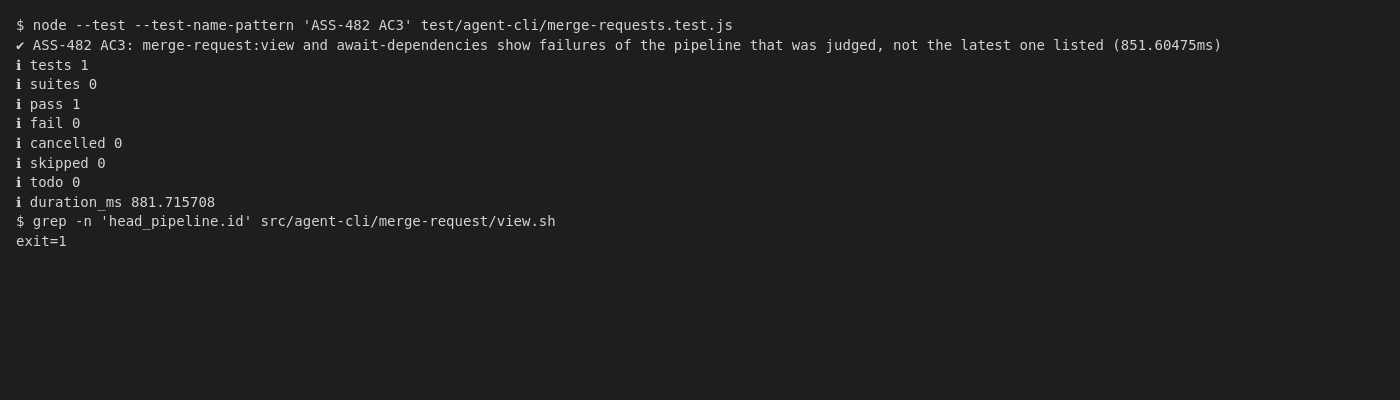 $ node --test --test-name-pattern 'ASS-482 AC3' test/agent-cli/merge-requests.test.js
✔ ASS-482 AC3: merge-request:view and await-dependencies show failures of the pipeline that was judged, not the latest one listed (851.60475ms)
ℹ tests 1
ℹ suites 0
ℹ pass 1
ℹ fail 0
ℹ cancelled 0
ℹ skipped 0
ℹ todo 0
ℹ duration_ms 881.715708
$ grep -n 'head_pipeline.id' src/agent-cli/merge-request/view.sh
exit=1